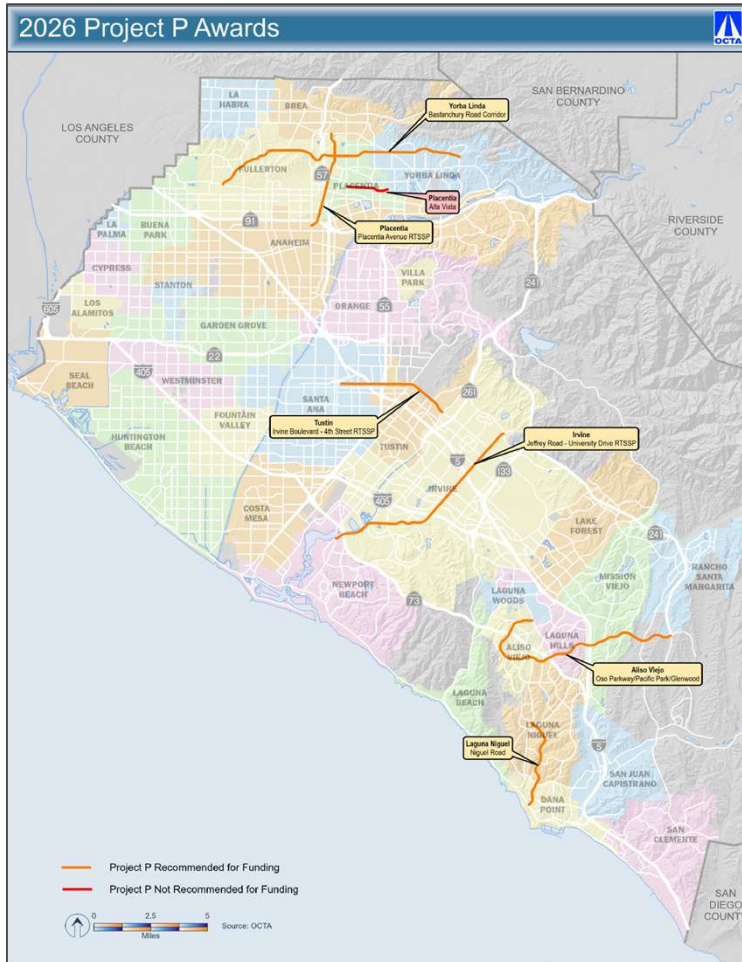 2026 Project P Awards
OCTA
SAN BERNARDINO
COUNTY
LOS ANGELES
COUNTY
LA
HABRA
BREA
Yorba Linda
Bastanchury Road Corridor
FULLERTON
57
PLACENTIA
YORBA LINDA
Placentia
Alta Vista
RIVERSIDE
COUNTY
91
Placentia
Placentia Avenue RTSSP
LA
PALMA
BUENA
PARK
ANAHEIM
CYPRESS
VILLA
PARK
241
STANTON
ORANGE
55
605
LOS
ALAMITOS
GARDEN GROVE
22
SEAL
BEACH
405
WESTMINSTER
SANTA
ANA
261
FOUNTAIN
VALLEY
Tustin
Irvine Boulevard - 4th Street RTSSP
TUSTIN
Irvine
Jeffrey Road - University Drive RTSSP
HUNTINGTON
BEACH
5
133
IRVINE
405
COSTA
MESA
LAKE
FOREST
241
RANCHO
SANTA
MARGARITA
NEWPORT
BEACH
MISSION
VIEJO
73
LAGUNA
WOODS
ALISO
VIEJO
LAGUNA
HILLS
Aliso Viejo
Oso Parkway/Pacific Park/Glenwood
LAGUNA
BEACH
LAGUNA
NIGUEL
Laguna Niguel
Niguel Road
5
SAN JUAN
CAPISTRANO
DANA
POINT
SAN
CLEMENTE
Project P Recommended for Funding
Project P Not Recommended for Funding
SAN
DIEGO
COUNTY
0 2.5 5
Miles
Source: OCTA